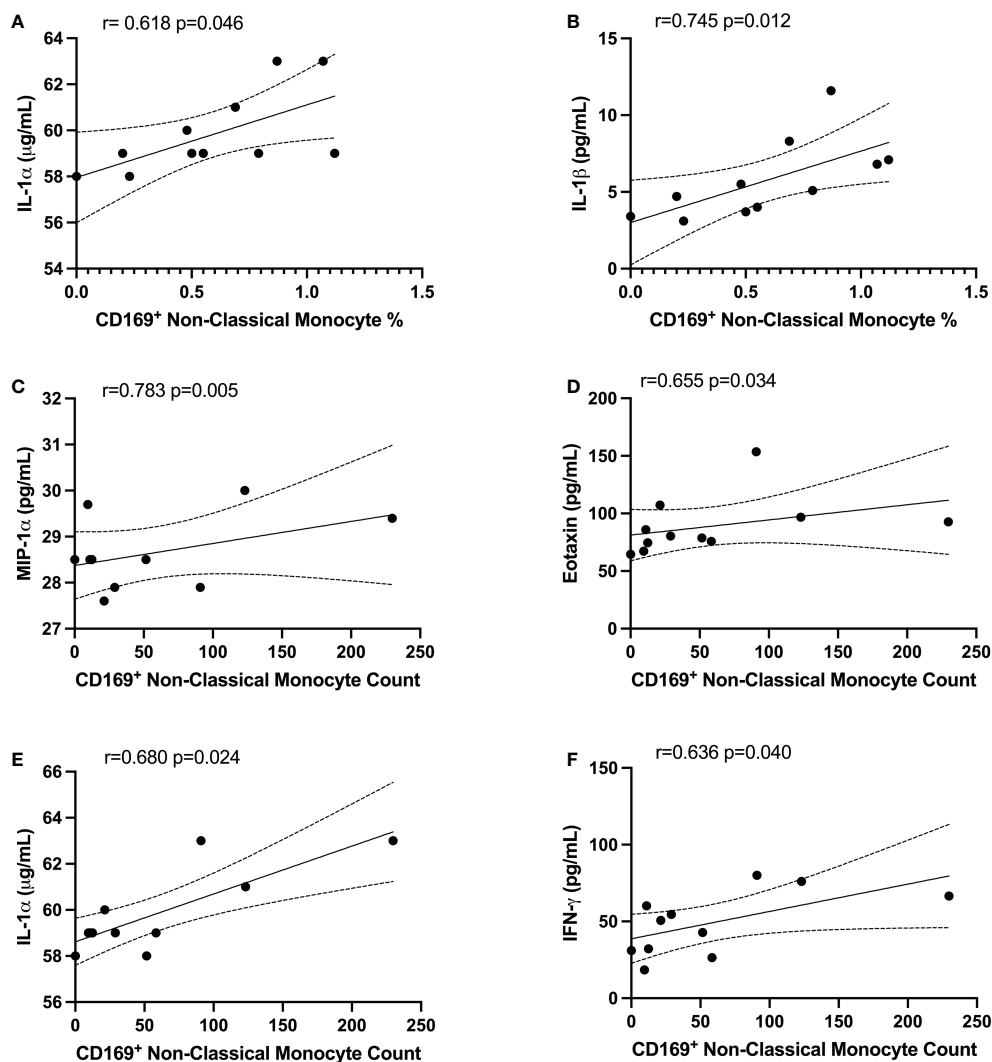 A
r= 0.618 p=0.046
64
62
60
58
56
54
IL-1α (μg/mL)
0.0
0.5
1.0
1.5
CD169⁺ Non-Classical Monocyte %
B
r=0.745 p=0.012
15
10
5
0
IL-1β (pg/mL)
0.0
0.5
1.0
1.5
CD169⁺ Non-Classical Monocyte %
C
r=0.783 p=0.005
32
31
30
29
28
27
MIP-1α (pg/mL)
0
50
100
150
200
250
CD169⁺ Non-Classical Monocyte Count
D
r=0.655 p=0.034
200
150
100
50
0
Eotaxin (pg/mL)
0
50
100
150
200
250
CD169⁺ Non-Classical Monocyte Count
E
r=0.680 p=0.024
66
64
62
60
58
56
IL-1α (μg/mL)
0
50
100
150
200
250
CD169⁺ Non-Classical Monocyte Count
F
r=0.636 p=0.040
150
100
50
0
IFN-γ (pg/mL)
0
50
100
150
200
250
CD169⁺ Non-Classical Monocyte Count